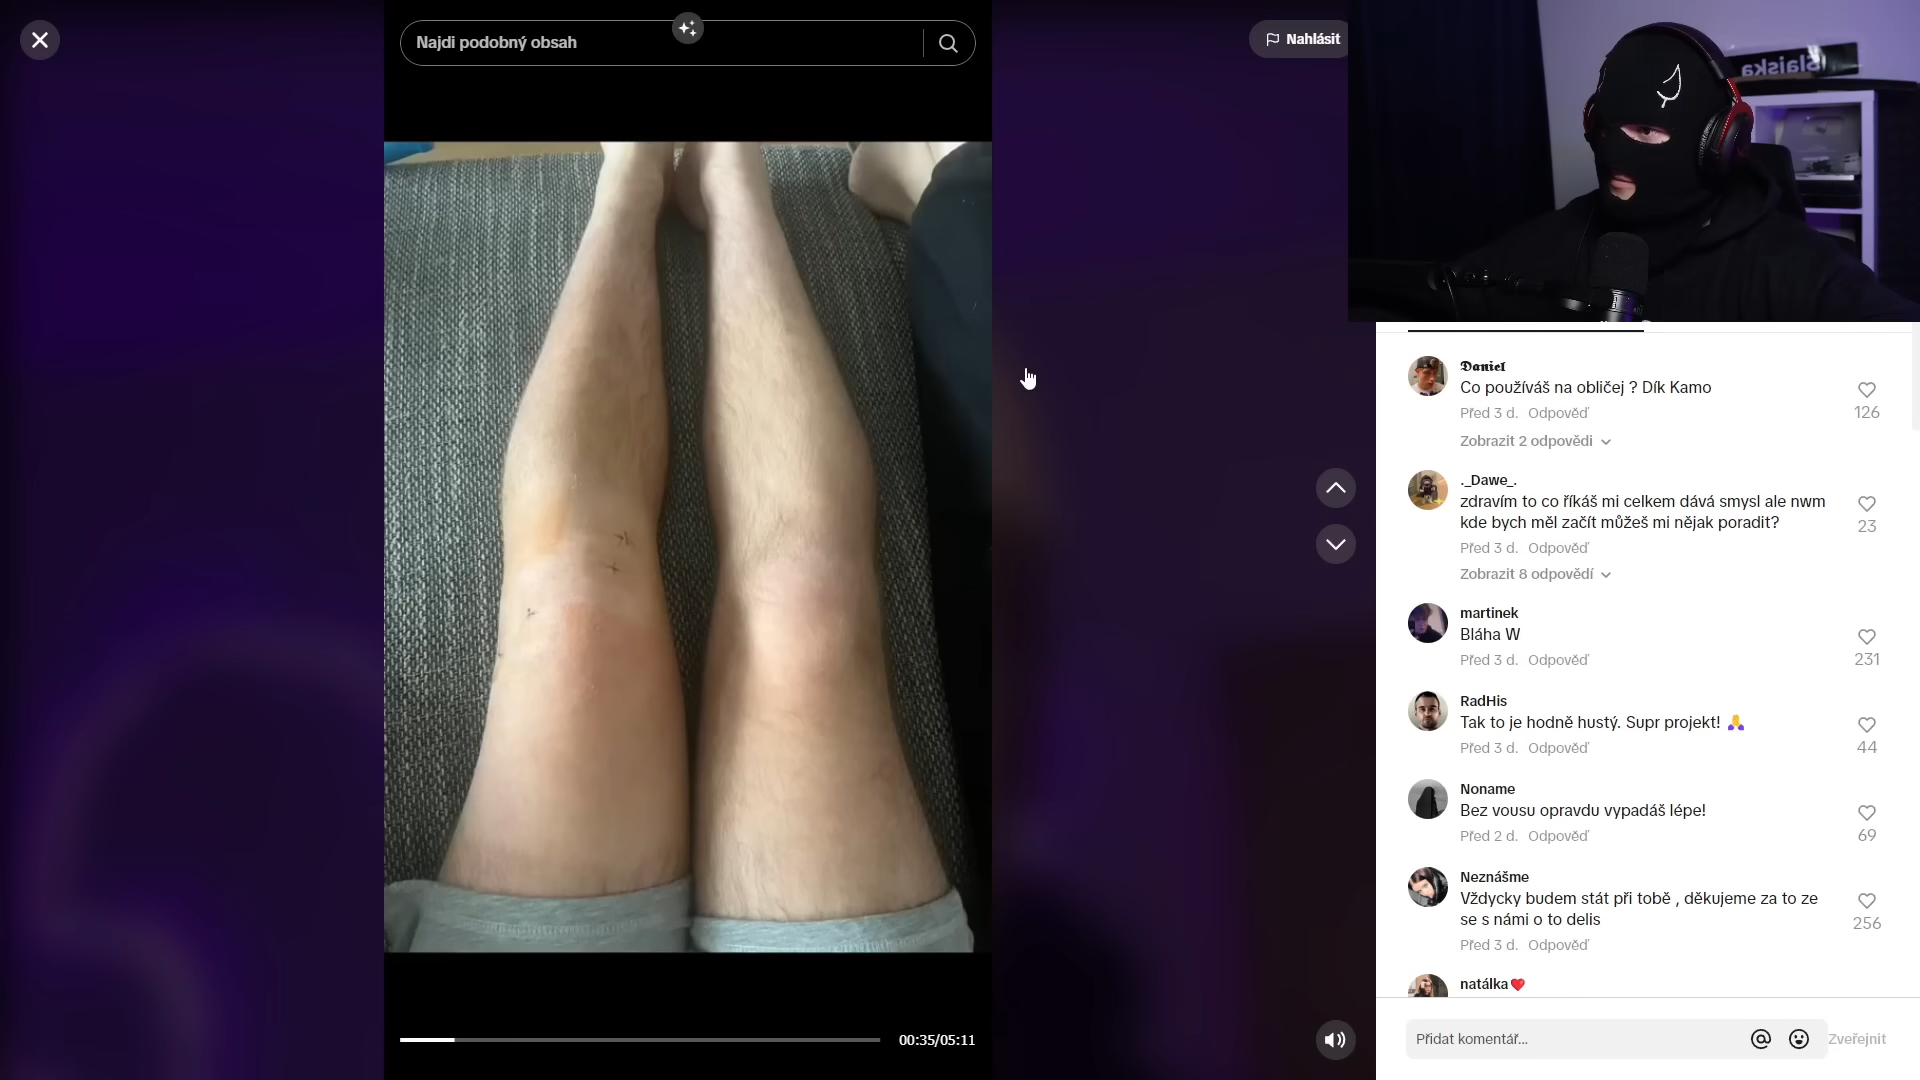 Najdi podobný obsah
Nahlásit
Slaiska
𝕯𝖆𝖓𝖎𝖊𝖑
Co používáš na obličej ? Dík Kamo
Před 3 d. Odpověď
126
Zobrazit 2 odpovědi
._Dawe_.
zdravím to co říkáš mi celkem dává smysl ale nwm
kde bych měl začít můžeš mi nějak poradit?
23
Před 3 d. Odpověď
Zobrazit 8 odpovědí
martinek
Bláha W
Před 3 d. Odpověď
231
RadHis
Tak to je hodně hustý. Supr projekt! 🙏
Před 3 d. Odpověď
44
Noname
Bez vousu opravdu vypadáš lépe!
Před 2 d. Odpověď
69
Neznášme
Vždycky budem stát při tobě , děkujeme za to ze
se s námi o to delis
256
Před 3 d. Odpověď
natálka❤️
00:35/05:11
Přidat komentář...
Zveřejnit